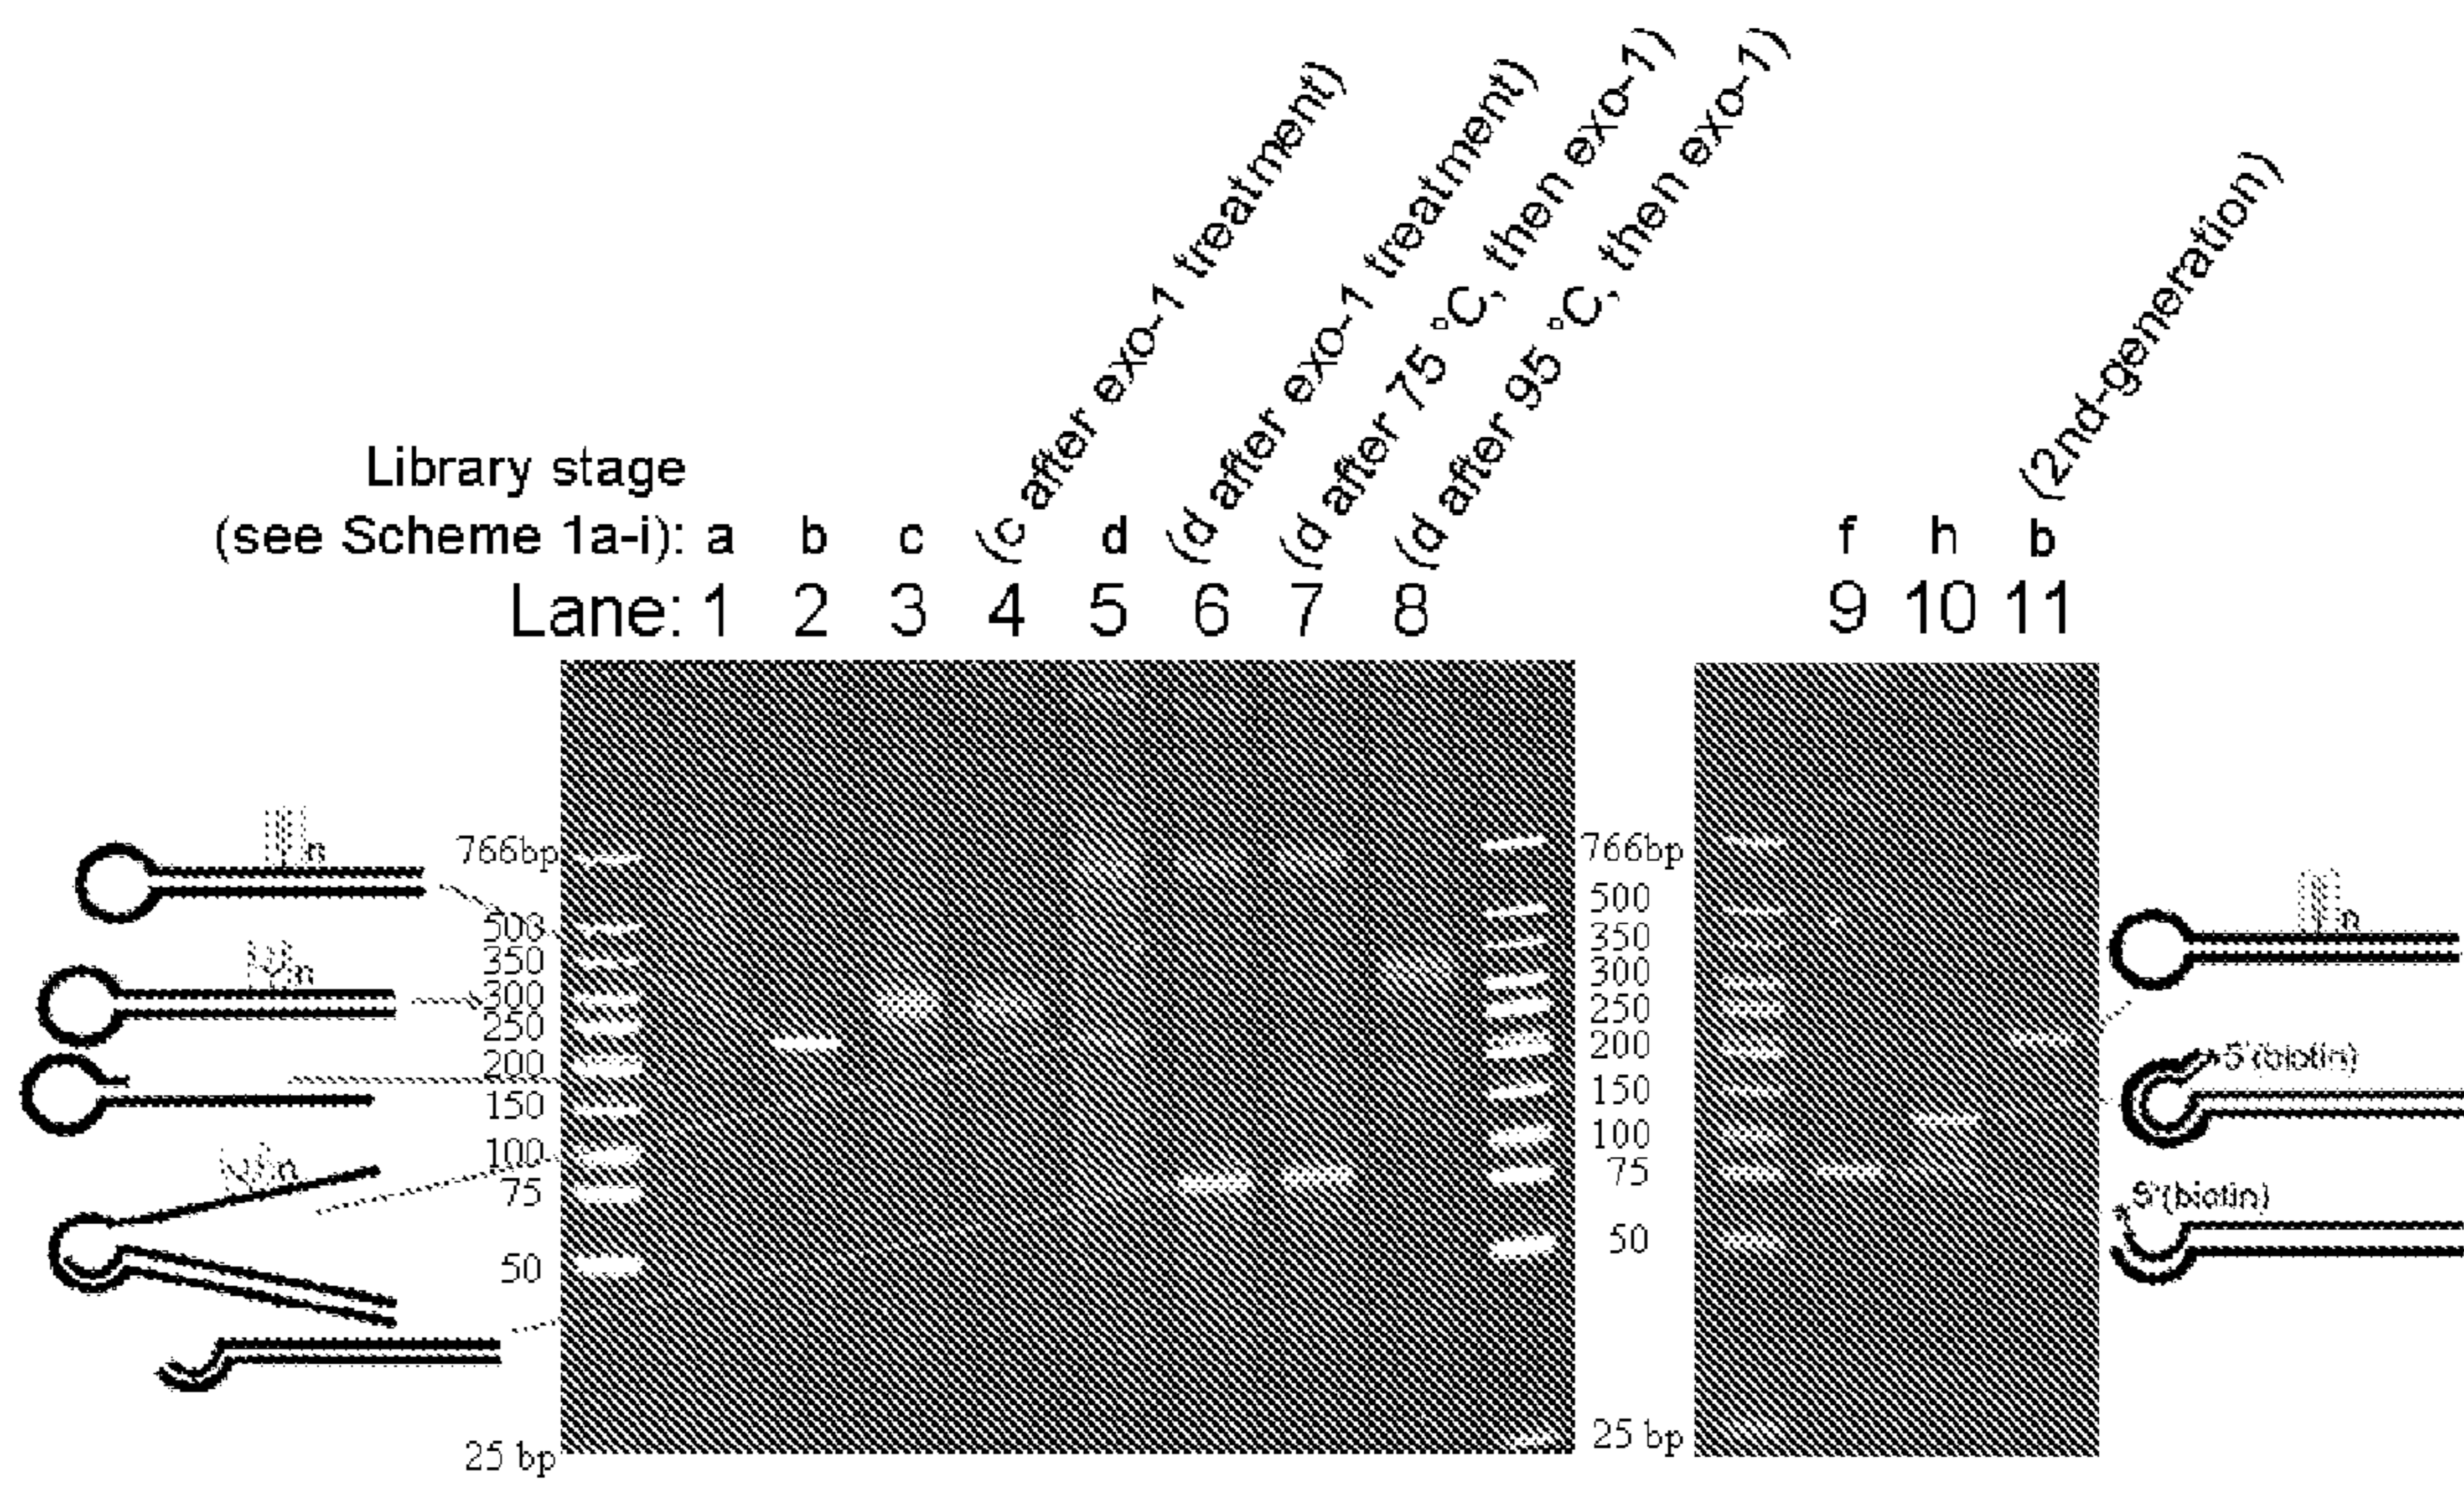 (c after exo-1 treatment)
(d after exo-1 treatment)
(d after 75 °C, then exo-1)
(d after 95 °C, then exo-1)
(2nd-generation)
Library stage
(see Scheme 1a-i): a b c d f h b
Lane: 1 2 3 4 5 6 7 8 9 10 11
n
766bp
500
350
300
250
200
150
100
75
50
25 bp
n
n
766bp
500
350
300
250
200
150
100
75
50
25 bp
n
5'(biotin)
5'(biotin)